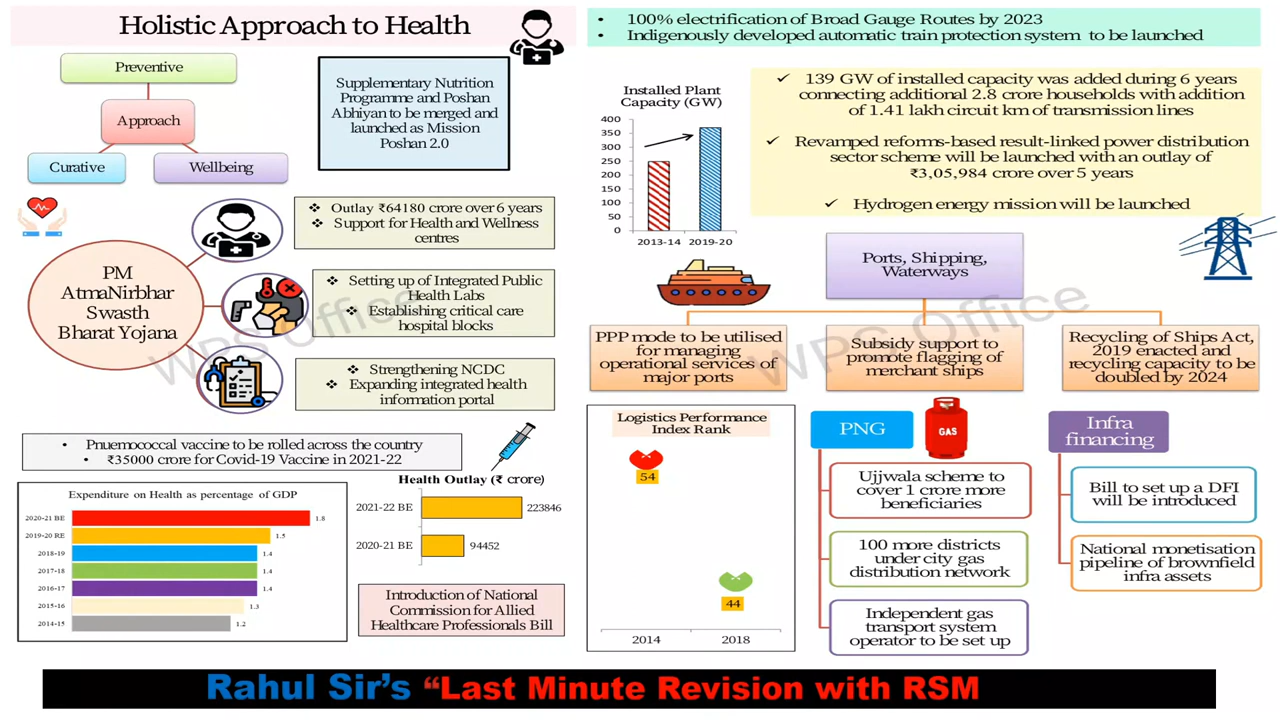 Holistic Approach to Health
Preventive
Approach
Curative
Wellbeing
Supplementary Nutrition
Programme and Poshan
Abhiyan to be merged and
launched as Mission
Poshan 2.0
PM
AtmaNirbhar
Swasth
Bharat Yojana
❖ Outlay ₹64180 crore over 6 years
❖ Support for Health and Wellness
centres
❖ Setting up of Integrated Public
Health Labs
❖ Establishing critical care
hospital blocks
❖ Strengthening NCDC
❖ Expanding integrated health
information portal
• Pnuemococcal vaccine to be rolled across the country
• ₹35000 crore for Covid-19 Vaccine in 2021-22
Expenditure on Health as percentage of GDP
2020-21 BE 1.8
2019-20 RE 1.5
2018-19 1.4
2017-18 1.4
2016-17 1.4
2015-16 1.3
2014-15 1.2
Health Outlay (₹ crore)
2021-22 BE 223846
2020-21 BE 94452
Introduction of National
Commission for Allied
Healthcare Professionals Bill
• 100% electrification of Broad Gauge Routes by 2023
• Indigenously developed automatic train protection system to be launched
Installed Plant
Capacity (GW)
400
350
300
250
200
150
100
50
0
2013-14 2019-20
✓ 139 GW of installed capacity was added during 6 years
connecting additional 2.8 crore households with addition
of 1.41 lakh circuit km of transmission lines
✓ Revamped reforms-based result-linked power distribution
sector scheme will be launched with an outlay of
₹3,05,984 crore over 5 years
✓ Hydrogen energy mission will be launched
Ports, Shipping,
Waterways
PPP mode to be utilised
for managing
operational services of
major ports
Subsidy support to
promote flagging of
merchant ships
Recycling of Ships Act,
2019 enacted and
recycling capacity to be
doubled by 2024
Logistics Performance
Index Rank
54
44
2014 2018
PNG
GAS
Ujjwala scheme to
cover 1 crore more
beneficiaries
100 more districts
under city gas
distribution network
Independent gas
transport system
operator to be set up
Infra
financing
Bill to set up a DFI
will be introduced
National monetisation
pipeline of brownfield
infra assets
WPS Office
WPS Office
Rahul Sir's “Last Minute Revision with RSM